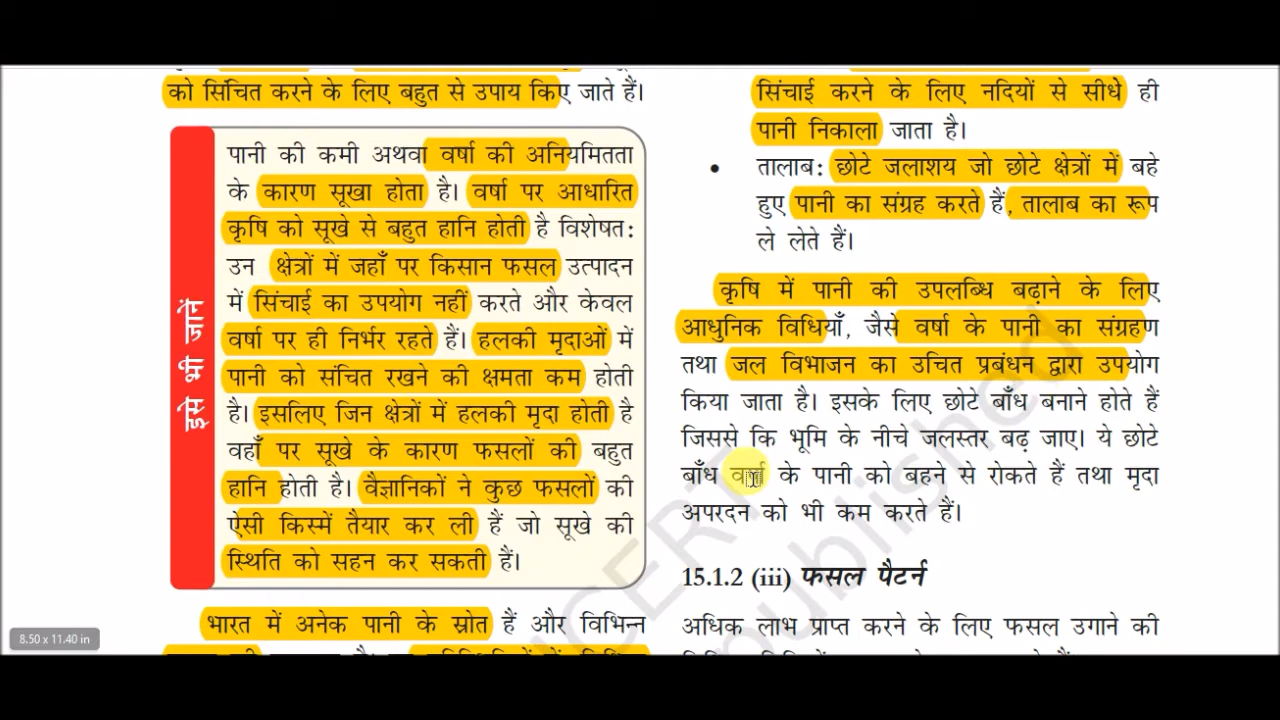 को सिंचित करने के लिए बहुत से उपाय किए जाते हैं।
इसे भी जानें
पानी की कमी अथवा वर्षा की अनियमितता
के कारण सूखा होता है। वर्षा पर आधारित
कृषि को सूखे से बहुत हानि होती है विशेषत:
उन क्षेत्रों में जहाँ पर किसान फसल उत्पादन
में सिंचाई का उपयोग नहीं करते और केवल
वर्षा पर ही निर्भर रहते हैं। हलकी मृदाओं में
पानी को संचित रखने की क्षमता कम होती
है। इसलिए जिन क्षेत्रों में हलकी मृदा होती है
वहाँ पर सूखे के कारण फसलों की बहुत
हानि होती है। वैज्ञानिकों ने कुछ फसलों की
ऐसी किस्में तैयार कर ली हैं जो सूखे की
स्थिति को सहन कर सकती हैं।
भारत में अनेक पानी के स्रोत हैं और विभिन्न
सिंचाई करने के लिए नदियों से सीधे ही
पानी निकाला जाता है।
• तालाब: छोटे जलाशय जो छोटे क्षेत्रों में बहे
हुए पानी का संग्रह करते हैं, तालाब का रूप
ले लेते हैं।
कृषि में पानी की उपलब्धि बढ़ाने के लिए
आधुनिक विधियाँ, जैसे वर्षा के पानी का संग्रहण
तथा जल विभाजन का उचित प्रबंधन द्वारा उपयोग
किया जाता है। इसके लिए छोटे बाँध बनाने होते हैं
जिससे कि भूमि के नीचे जलस्तर बढ़ जाए। ये छोटे
बाँध वर्षा के पानी को बहने से रोकते हैं तथा मृदा
अपरदन को भी कम करते हैं।
15.1.2 (iii) फसल पैटर्न
अधिक लाभ प्राप्त करने के लिए फसल उगाने की
8.50 x 11.40 in
NCERT
published